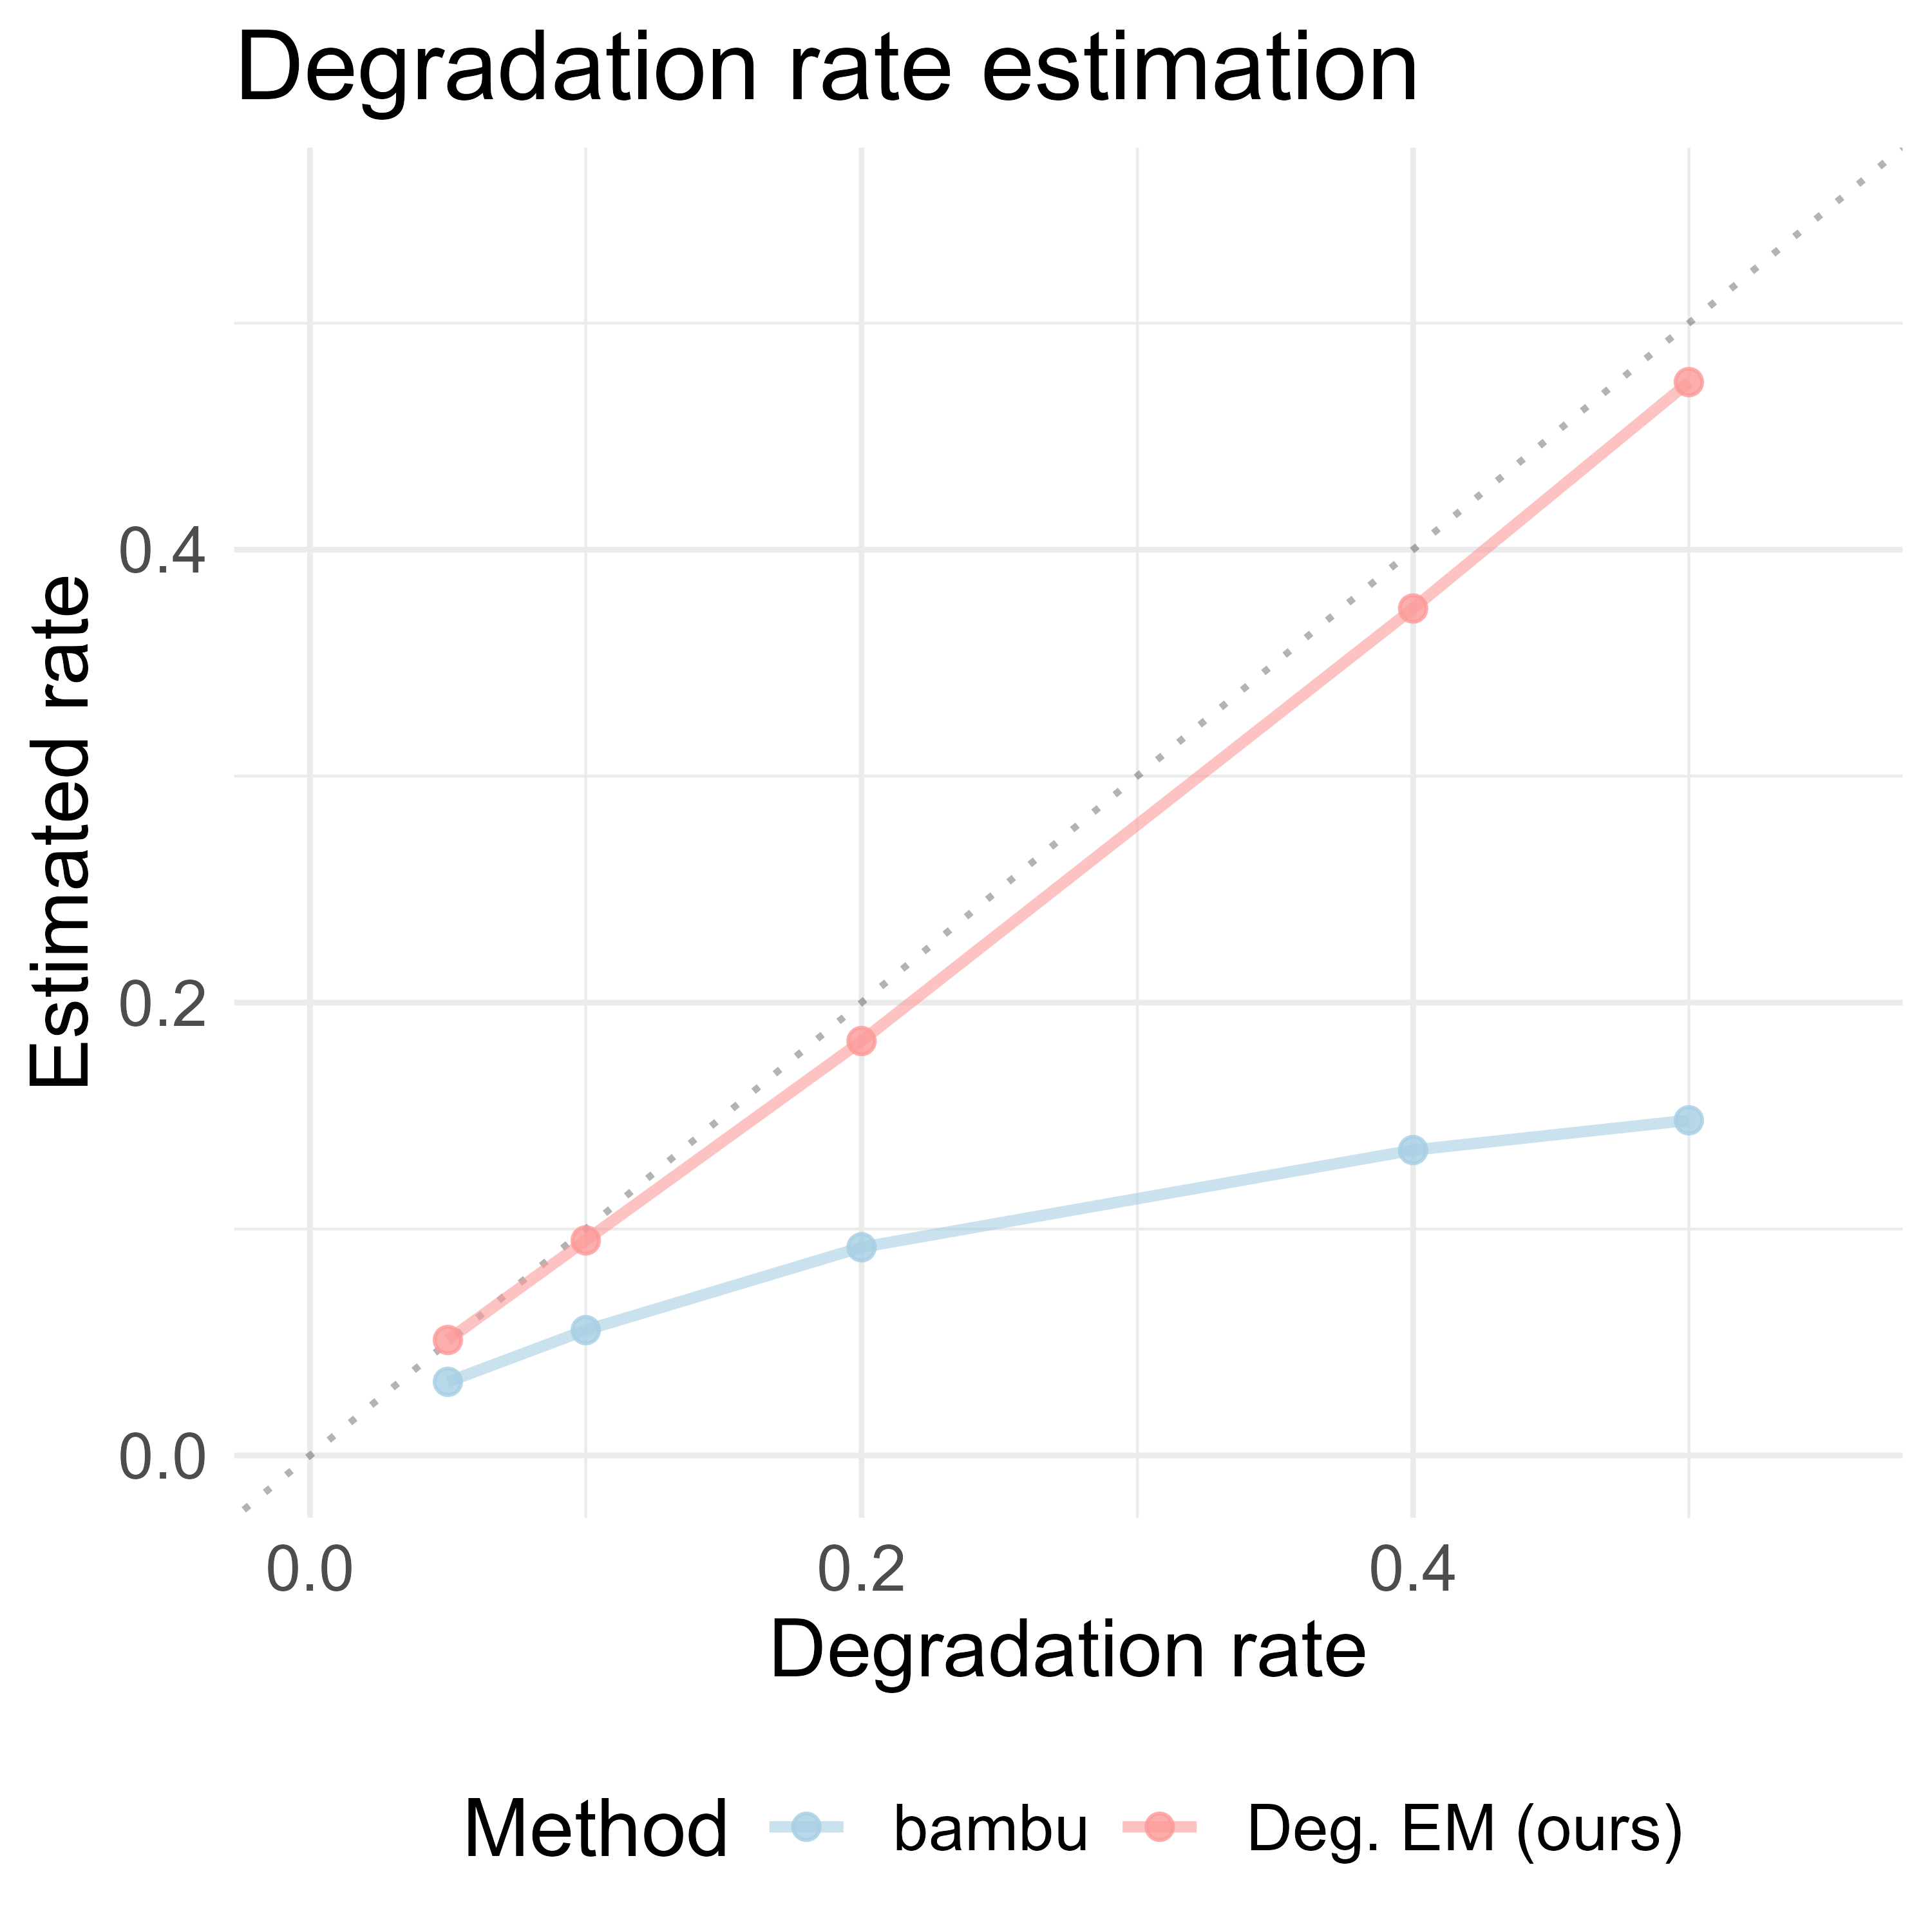 Degradation rate estimation
Estimated rate
0.4
0.2
0.0
0.0 0.2 0.4
Degradation rate
Method bambu Deg. EM (ours)